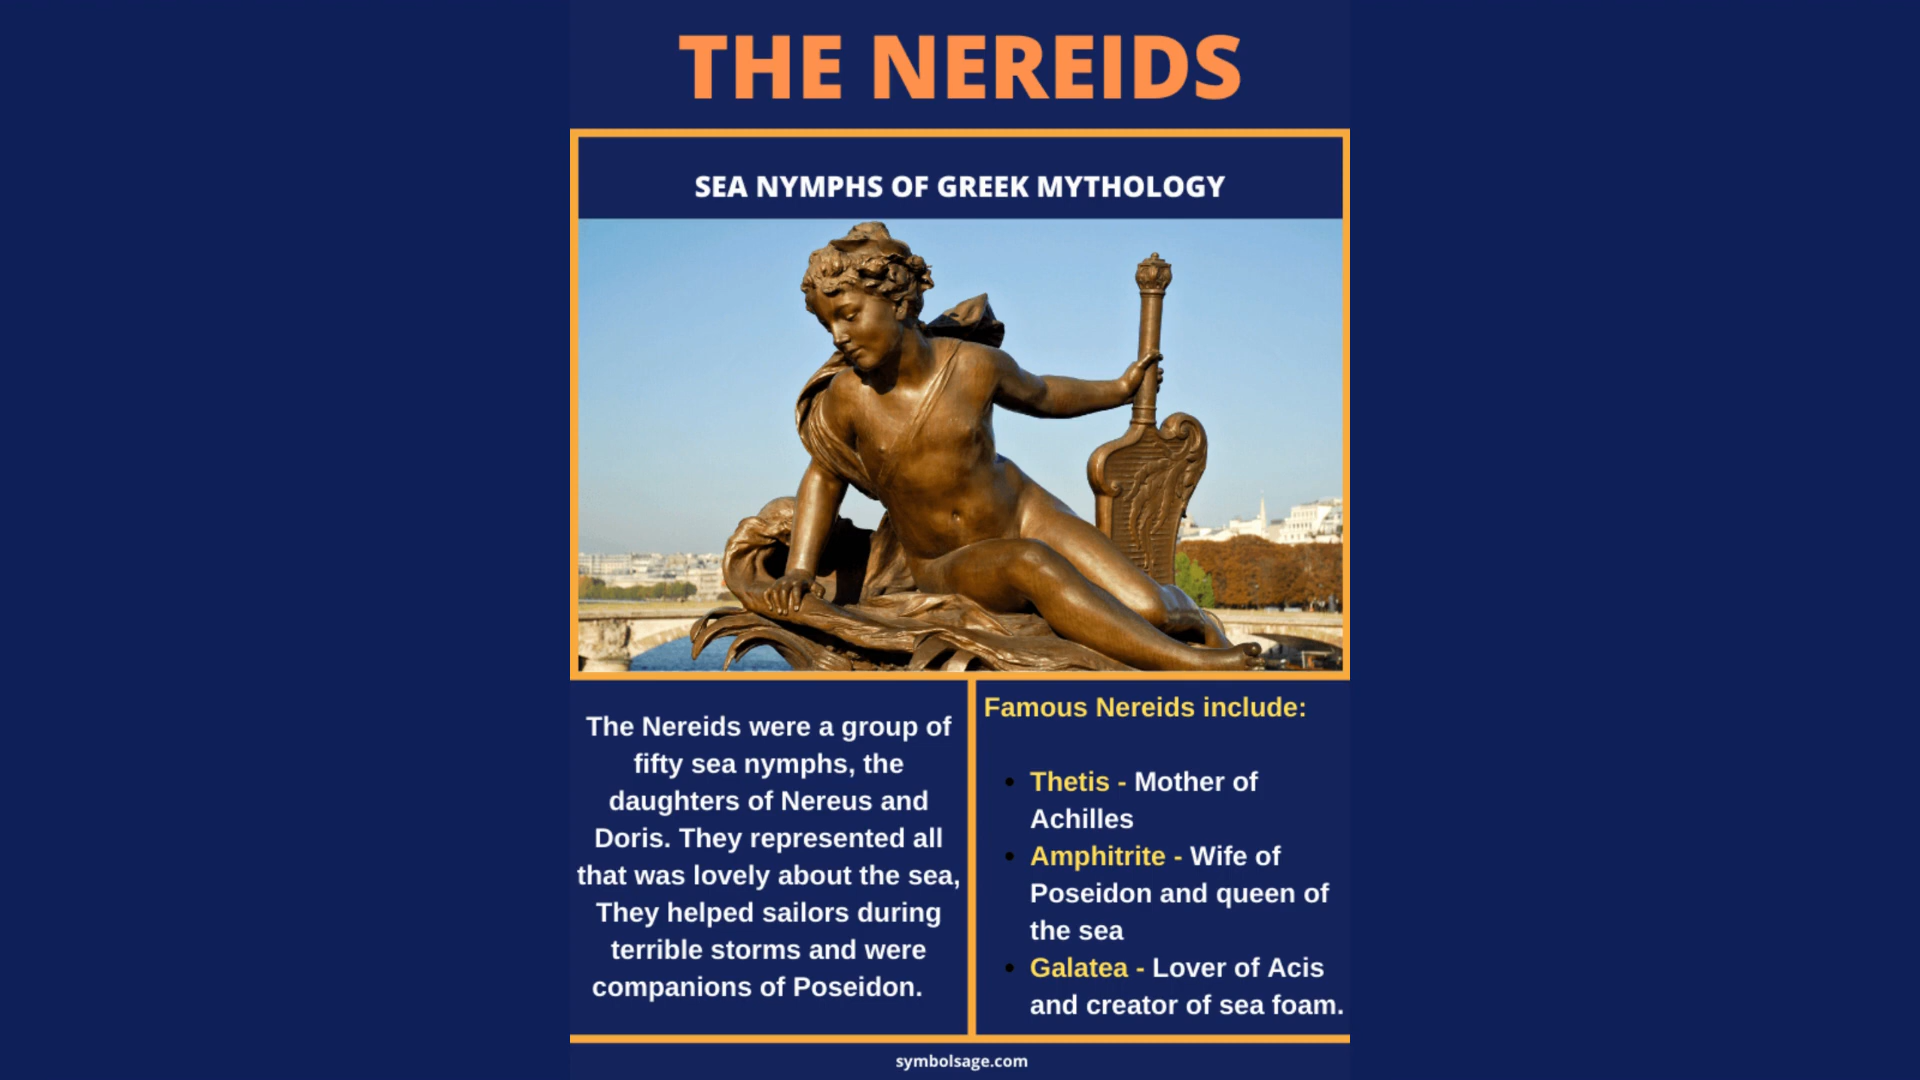 THE NEREIDS
SEA NYMPHS OF GREEK MYTHOLOGY
The Nereids were a group of
fifty sea nymphs, the
daughters of Nereus and
Doris. They represented all
that was lovely about the sea,
They helped sailors during
terrible storms and were
companions of Poseidon.
Famous Nereids include:
• Thetis - Mother of
Achilles
• Amphitrite - Wife of
Poseidon and queen of
the sea
• Galatea - Lover of Acis
and creator of sea foam.
symbolsage.com